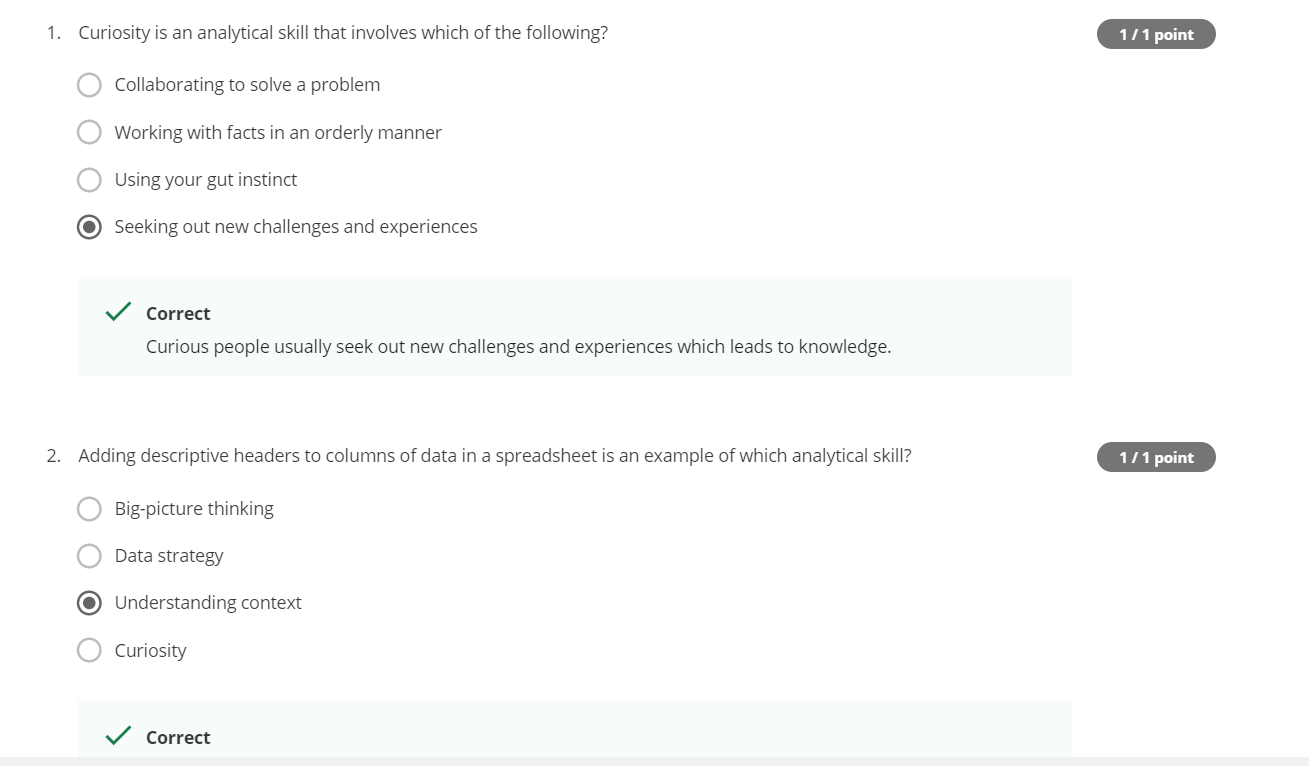 1. Curiosity is an analytical skill that involves which of the following?
1 / 1 point
Collaborating to solve a problem
Working with facts in an orderly manner
Using your gut instinct
Seeking out new challenges and experiences
Correct
Curious people usually seek out new challenges and experiences which leads to knowledge.
2. Adding descriptive headers to columns of data in a spreadsheet is an example of which analytical skill?
1 / 1 point
Big-picture thinking
Data strategy
Understanding context
Curiosity
Correct